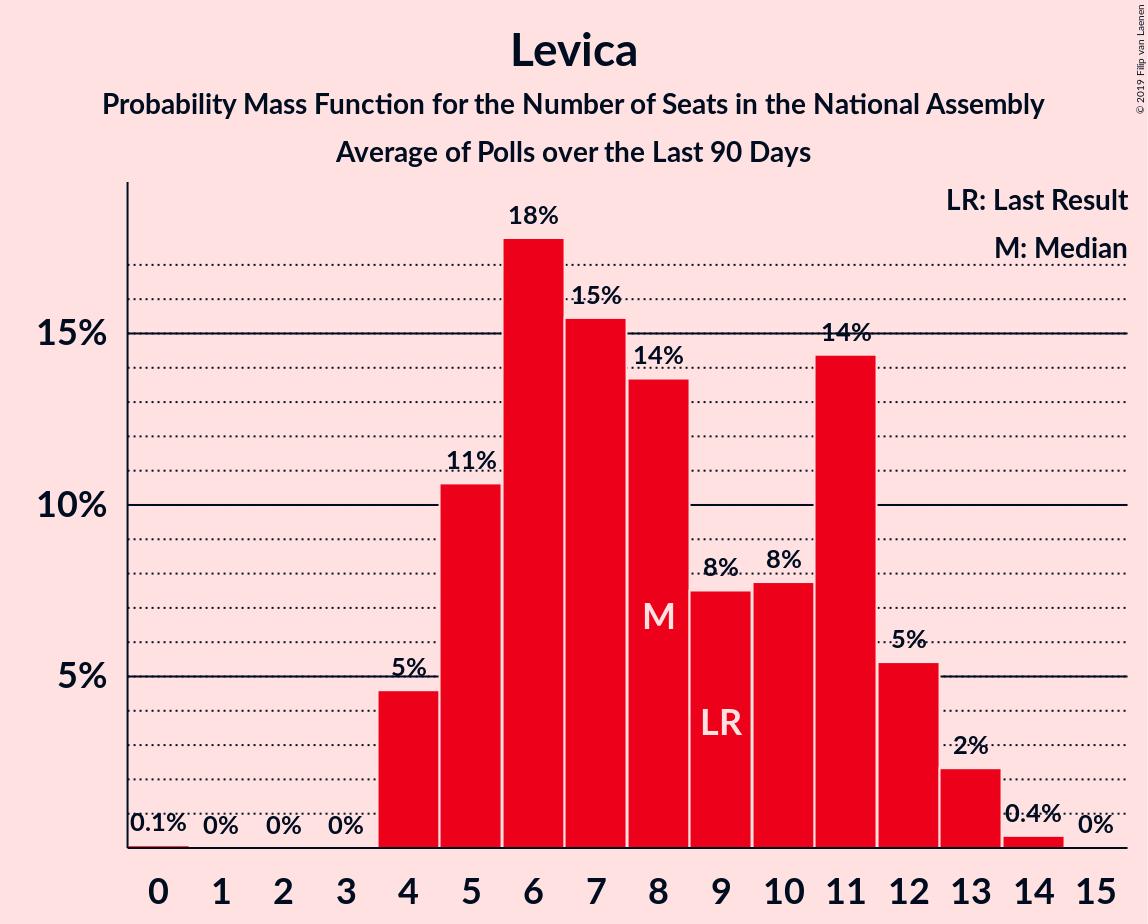 Levica
Probability Mass Function for the Number of Seats in the National Assembly
Average of Polls over the Last 90 Days
© 2019 Filip van Laenen
LR: Last Result
M: Median
18%
15%
14%
14%
11%
8%
8%
5%
5%
2%
0.4%
0.1%
0%
0%
0%
0%
M
LR
15%
10%
5%
0 1 2 3 4 5 6 7 8 9 10 11 12 13 14 15